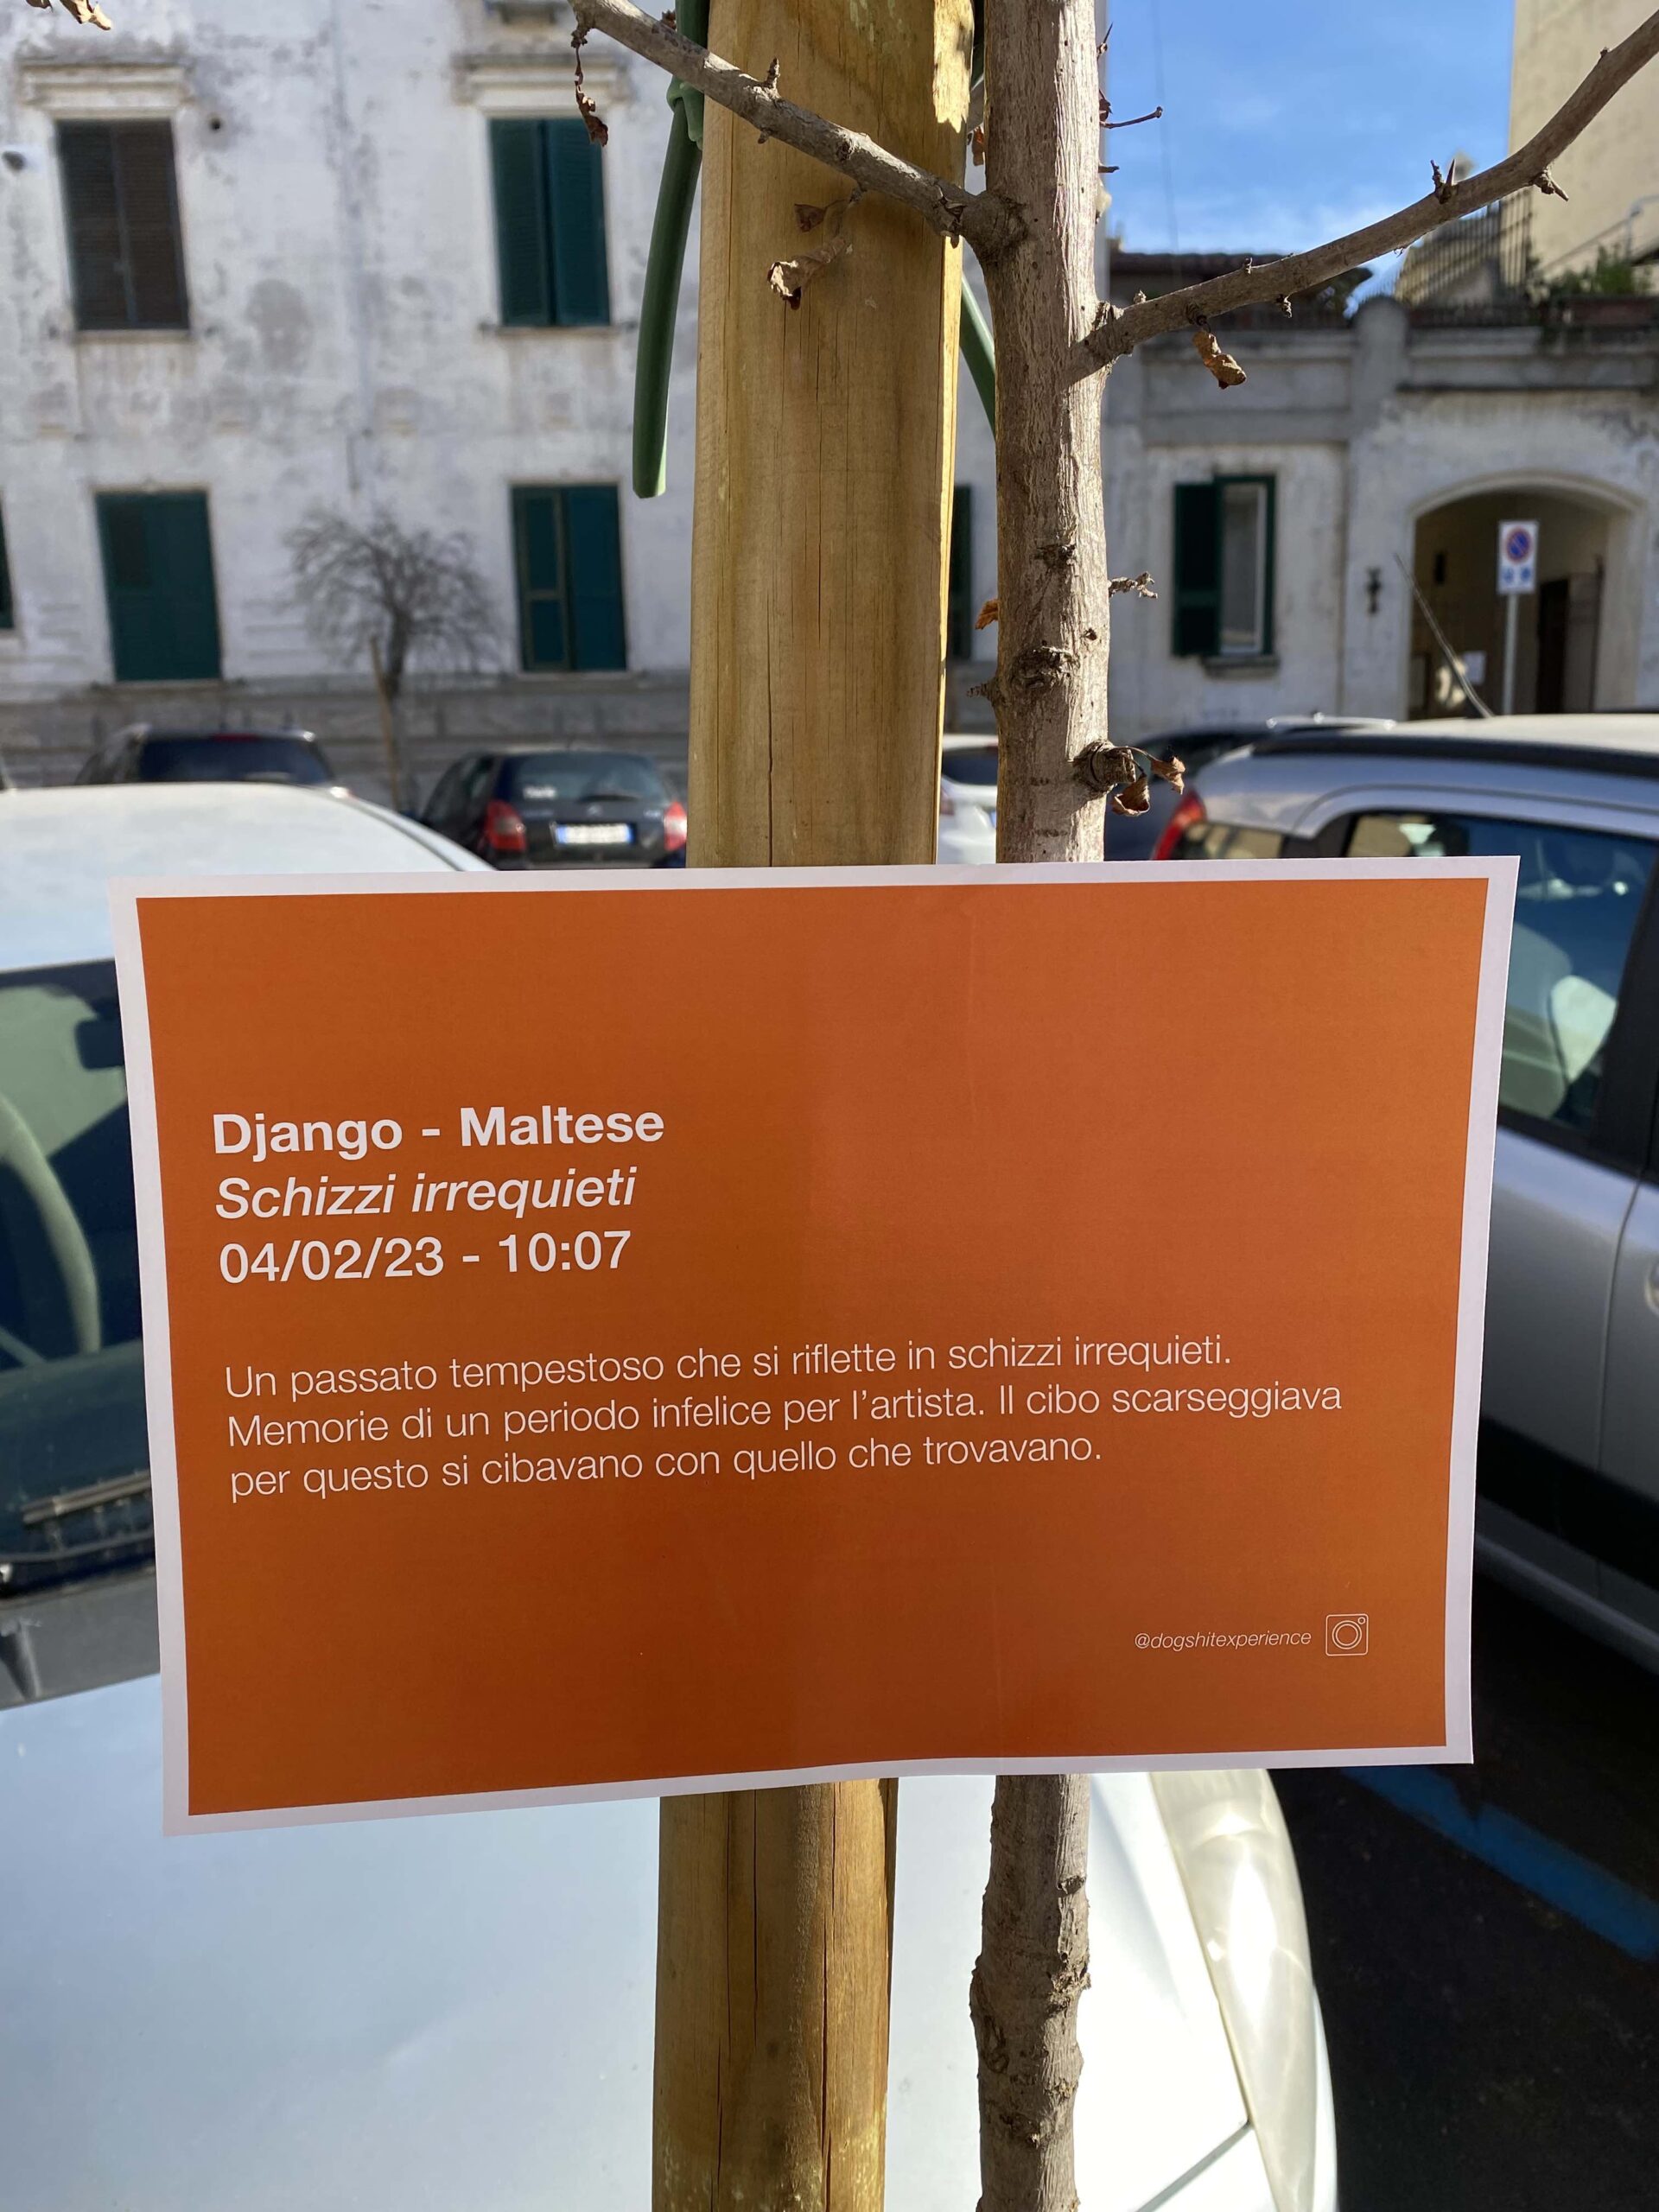 Django - Maltese
Schizzi irrequieti
04/02/23 - 10:07
Un passato tempestoso che si riflette in schizzi irrequieti.
Memorie di un periodo infelice per l'artista. Il cibo scarseggiava
per questo si cibavano con quello che trovavano.
@dogshitexperience